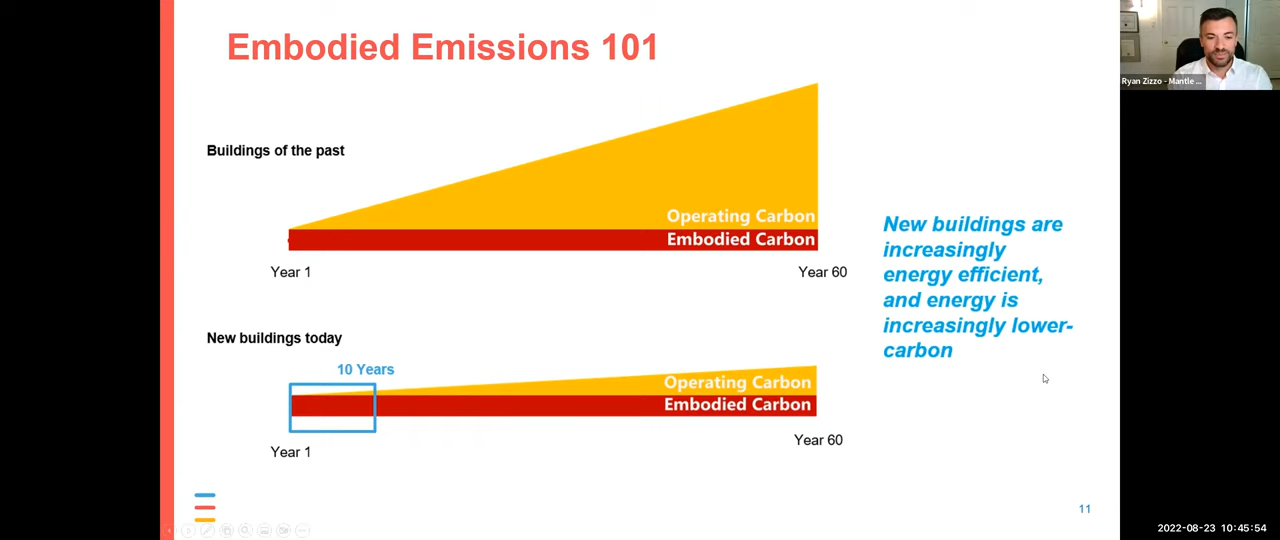 Embodied Emissions 101
Ryan Zizzo - Mantle ...
Buildings of the past
Operating Carbon
Embodied Carbon
Year 1
Year 60
New buildings are
increasingly
energy efficient,
and energy is
increasingly lower-
carbon
New buildings today
10 Years
Operating Carbon
Embodied Carbon
Year 60
Year 1
11
2022-08-23 10:45:54